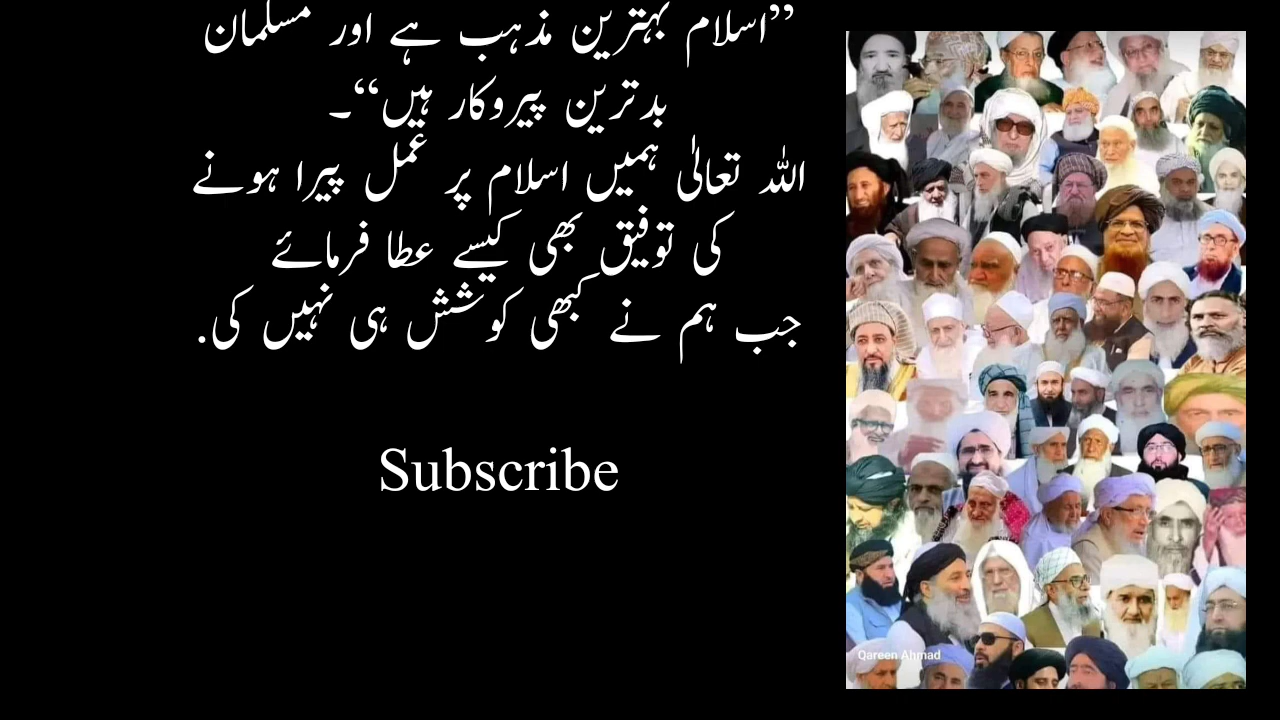 ”اسلام بہترین مذہب ہے اور مسلمان
بدترین پیروکار ہیں“۔
اللہ تعالٰی ہمیں اسلام پر عمل پیرا ہونے
کی توفیق بھی کیسے عطا فرمائے
جب ہم نے کبھی کوشش ہی نہیں کی.
Subscribe
Qareen Ahmad